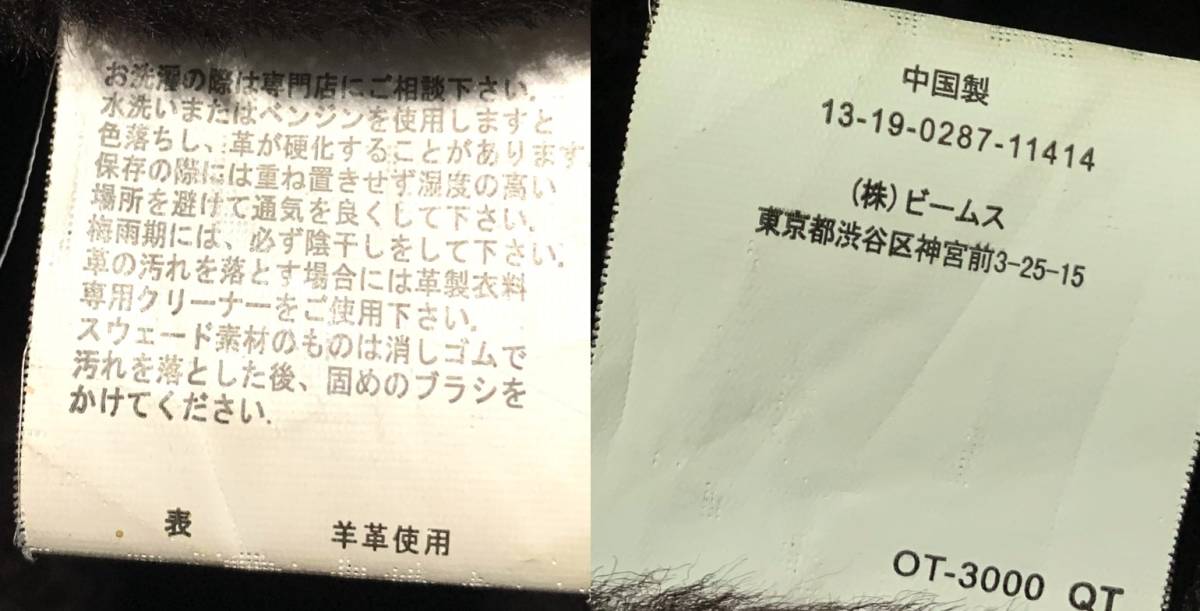 お洗濯の際は専門店にご相談下さい.
水洗いまたはベンジンを使用しますと
色落ちし、革が硬化することがあります
保存の際には重ね置きせず湿度の高い
場所を避けて通気を良くして下さい.
梅雨期には、必ず陰干しをして下さい.
革の汚れを落とす場合には革製衣料
専用クリーナーをご使用下さい.
スウェード素材のものは消しゴムで
汚れを落とした後、固めのブラシを
かけてください.
表 羊革使用
中国製
13-19-0287-11414
(株)ビームス
東京都渋谷区神宮前3-25-15
OT-3000 QT